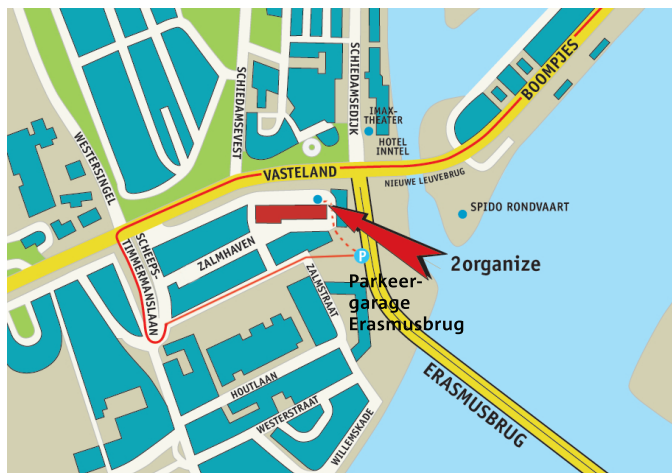 BOOMPJES
SCHIEDAMSEVEST
SCHIEDAMSEDIJK
IMAX-
THEATER
HOTEL
INNTEL
WESTERSINGEL
VASTELAND
NIEUWE LEUVEBRUG
SPIDO RONDVAART
SCHEEPS-
TIMMERMANSLAAN
ZALMHAVEN
P
2organize
Parkeer-
garage
Erasmusbrug
ZALMSTRAAT
HOUTLAAN
WESTERSTRAAT
WILLEMSKADE
ERASMUSBRUG